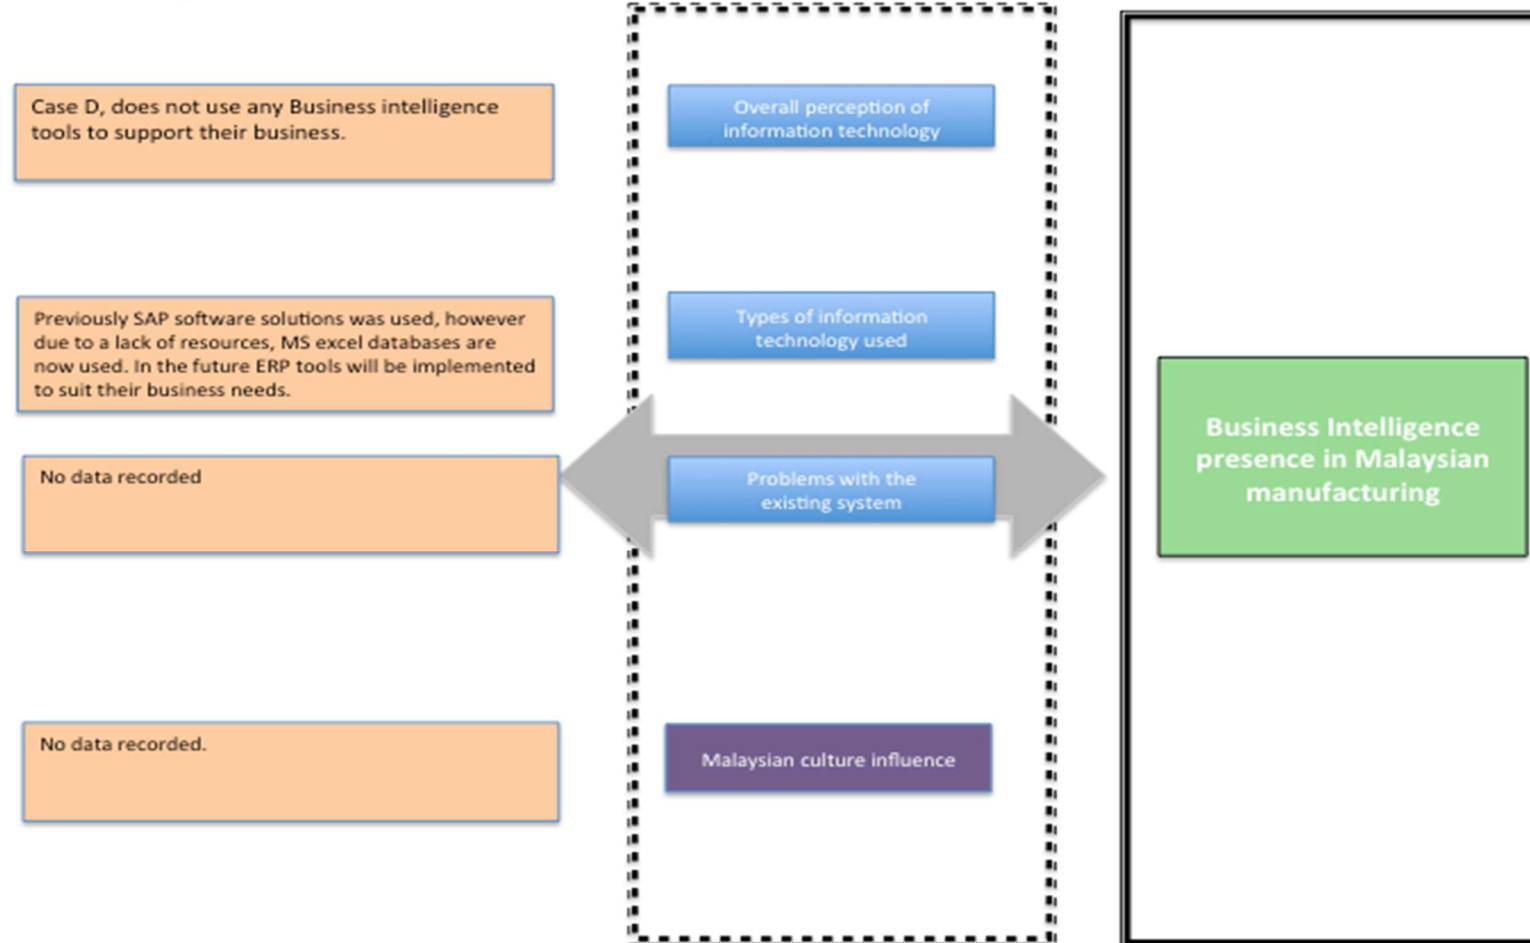 Case D, does not use any Business intelligence
tools to support their business.
Overall perception of
information technology
Previously SAP software solutions was used, however
due to a lack of resources, MS excel databases are
now used. In the future ERP tools will be implemented
to suit their business needs.
Types of information
technology used
No data recorded
Problems with the
existing system
Business Intelligence
presence in Malaysian
manufacturing
No data recorded.
Malaysian culture influence